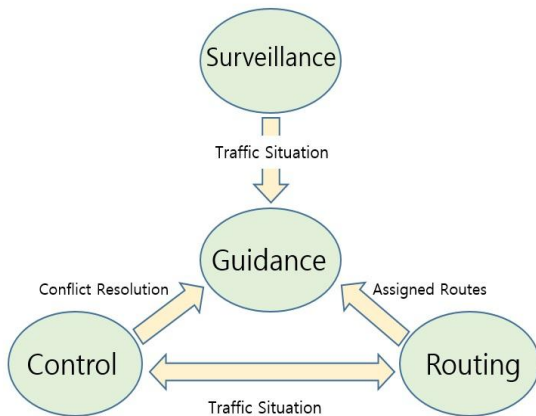 Surveillance
Traffic Situation
Guidance
Conflict Resolution
Assigned Routes
Control
Routing
Traffic Situation